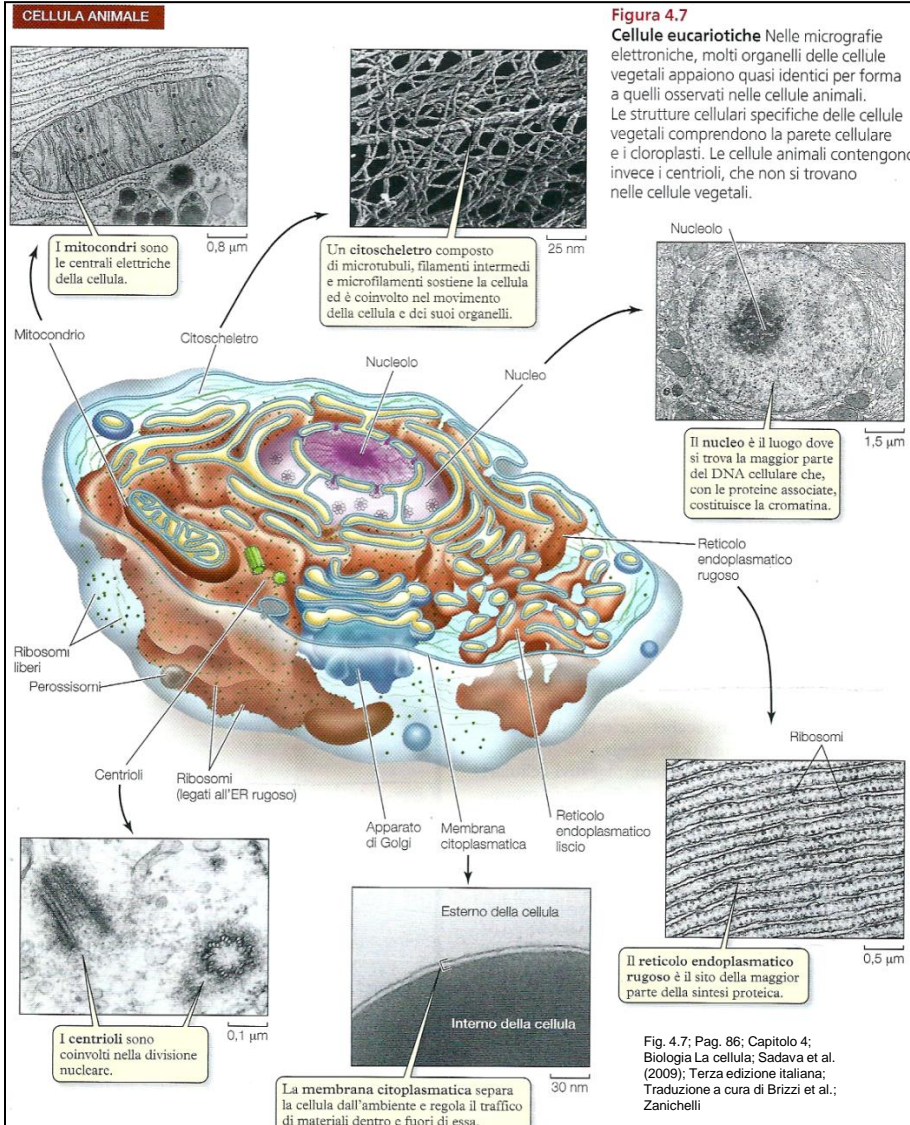 CELLULA ANIMALE
Figura 4.7
Cellule eucariotiche Nelle micrografie
elettroniche, molti organelli delle cellule
vegetali appaiono quasi identici per forma
a quelli osservati nelle cellule animali.
Le strutture cellulari specifiche delle cellule
vegetali comprendono la parete cellulare
e i cloroplasti. Le cellule animali contengono
invece i centrioli, che non si trovano
nelle cellule vegetali.
I mitocondri sono
le centrali elettriche
della cellula.
0,8 µm
Un citoscheletro composto
di microtubuli, filamenti intermedi
e microfilamenti sostiene la cellula
ed è coinvolto nel movimento
della cellula e dei suoi organelli.
25 nm
Nucleolo
Il nucleo è il luogo dove
si trova la maggior parte
del DNA cellulare che,
con le proteine associate,
costituisce la cromatina.
1,5 µm
Mitocondrio
Citoscheletro
Nucleolo
Nucleo
Reticolo
endoplasmatico
rugoso
Ribosomi
liberi
Perossisomi
Centrioli
Ribosomi
(legati all'ER rugoso)
Apparato
di Golgi
Membrana
citoplasmatica
Reticolo
endoplasmatico
liscio
Ribosomi
Il reticolo endoplasmatico
rugoso è il sito della maggior
parte della sintesi proteica.
0,5 µm
I centrioli sono
coinvolti nella divisione
nucleare.
0,1 µm
Esterno della cellula
Interno della cellula
La membrana citoplasmatica separa
la cellula dall'ambiente e regola il traffico
di materiali dentro e fuori di essa.
30 nm
Fig. 4.7; Pag. 86; Capitolo 4;
Biologia La cellula; Sadava et al.
(2009); Terza edizione italiana;
Traduzione a cura di Brizzi et al.;
Zanichelli